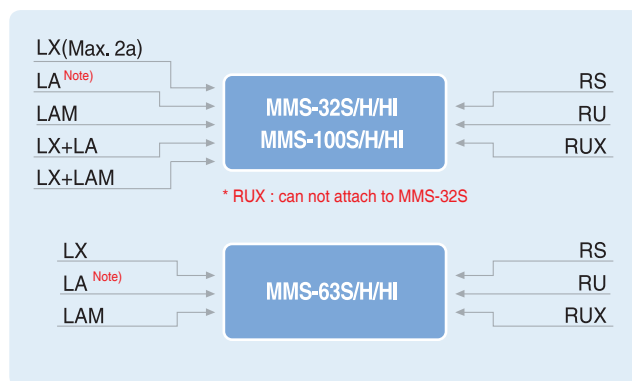 LX(Max. 2a)
LA Note)
LAM
LX+LA
LX+LAM
MMS-32S/H/HI
MMS-100S/H/HI
RS
RU
RUX
* RUX : can not attach to MMS-32S
LX
LA Note)
LAM
MMS-63S/H/HI
RS
RU
RUX